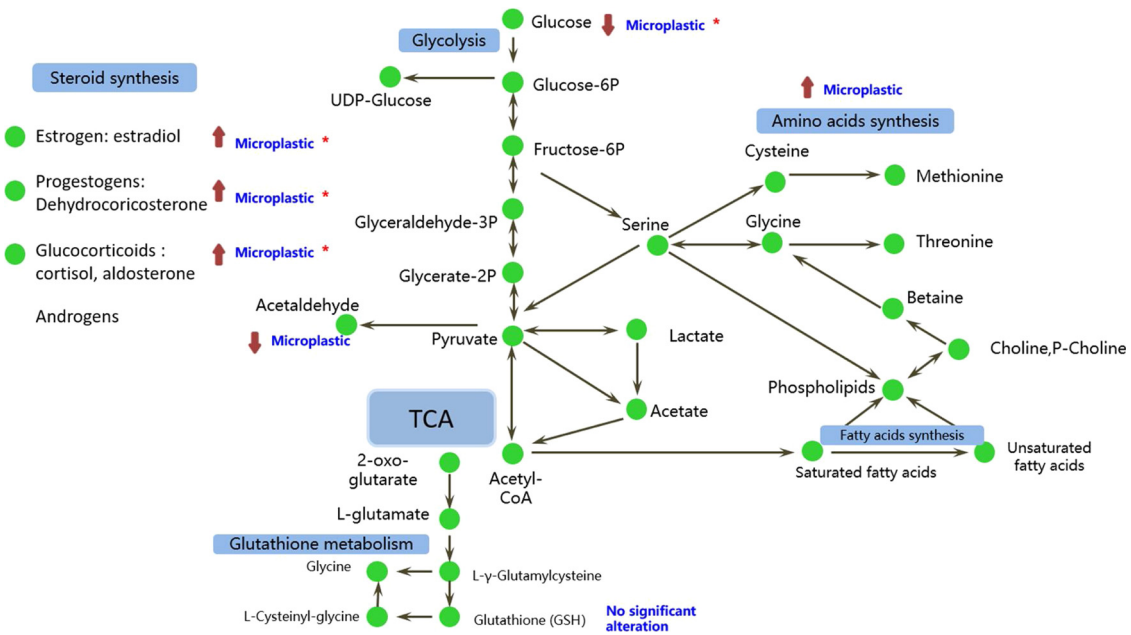 Glucose
Microplastic *
Glycolysis
Steroid synthesis
Glucose-6P
UDP-Glucose
Microplastic
Amino acids synthesis
Estrogen: estradiol
Microplastic *
Fructose-6P
Cysteine
Methionine
Progestogens:
Dehydrocoricosterone
Microplastic *
Glyceraldehyde-3P
Serine
Glycine
Threonine
Glucocorticoids :
cortisol, aldosterone
Microplastic *
Glycerate-2P
Betaine
Androgens
Acetaldehyde
Microplastic
Pyruvate
Lactate
Choline,P-Choline
Phospholipids
TCA
Acetate
Fatty acids synthesis
Unsaturated
fatty acids
Saturated fatty acids
2-oxo-
glutarate
Acetyl-
CoA
L-glutamate
Glutathione metabolism
Glycine
L-γ-Glutamylcysteine
L-Cysteinyl-glycine
Glutathione (GSH)
No significant
alteration